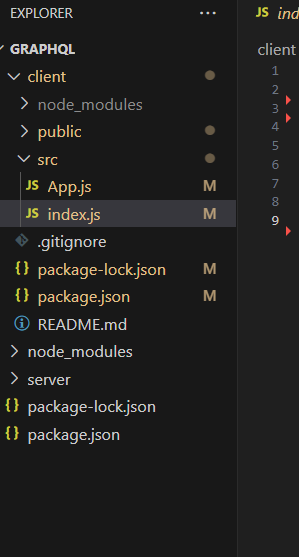 EXPLORER
JS ind
GRAPHQL
client
node_modules
public
src
JS App.js M
JS index.js M
.gitignore
{} package-lock.json M
{} package.json M
README.md
node_modules
server
{} package-lock.json
{} package.json
client
1
2
3
4
5
6
7
8
9